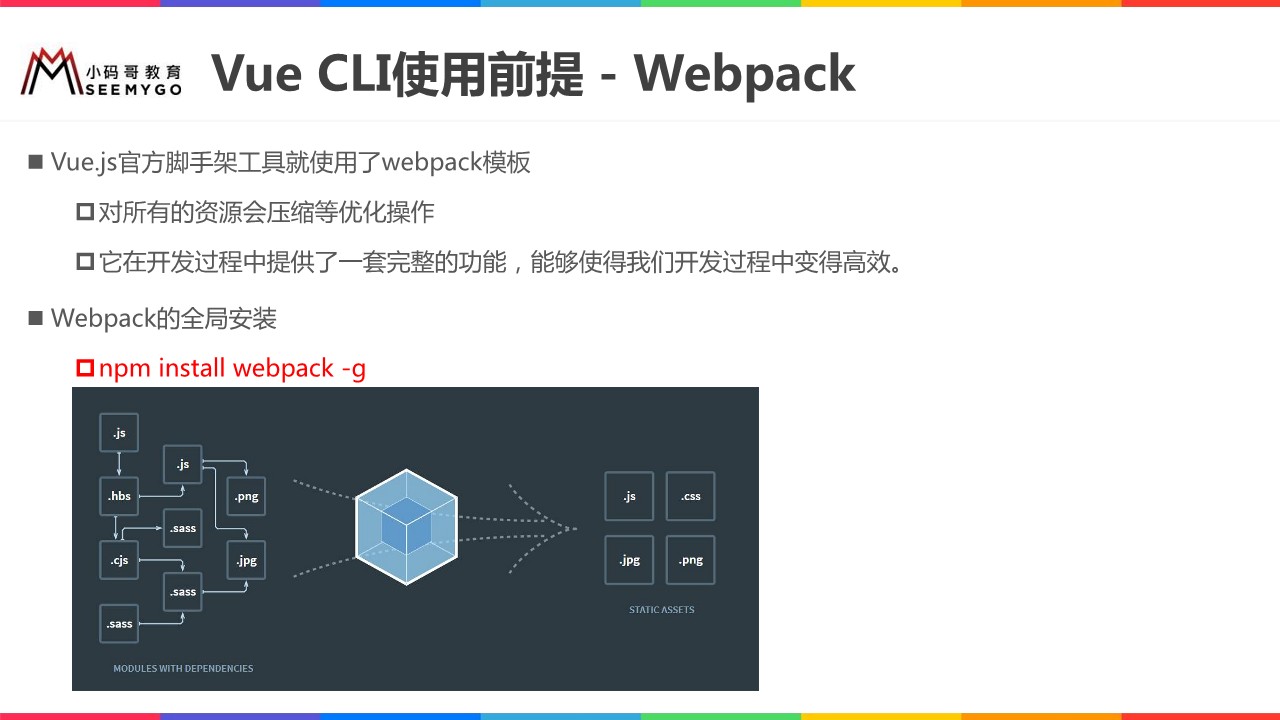 小码哥教育
SEEMYGO
Vue CLI使用前提 - Webpack
Vue.js官方脚手架工具就使用了webpack模板
对所有的资源会压缩等优化操作
它在开发过程中提供了一套完整的功能，能够使得我们开发过程中变得高效。
Webpack的全局安装
npm install webpack -g
.js
.js
.hbs
.png
.sass
.cjs
.jpg
.sass
.sass
MODULES WITH DEPENDENCIES
.js
.css
.jpg
.png
STATIC ASSETS